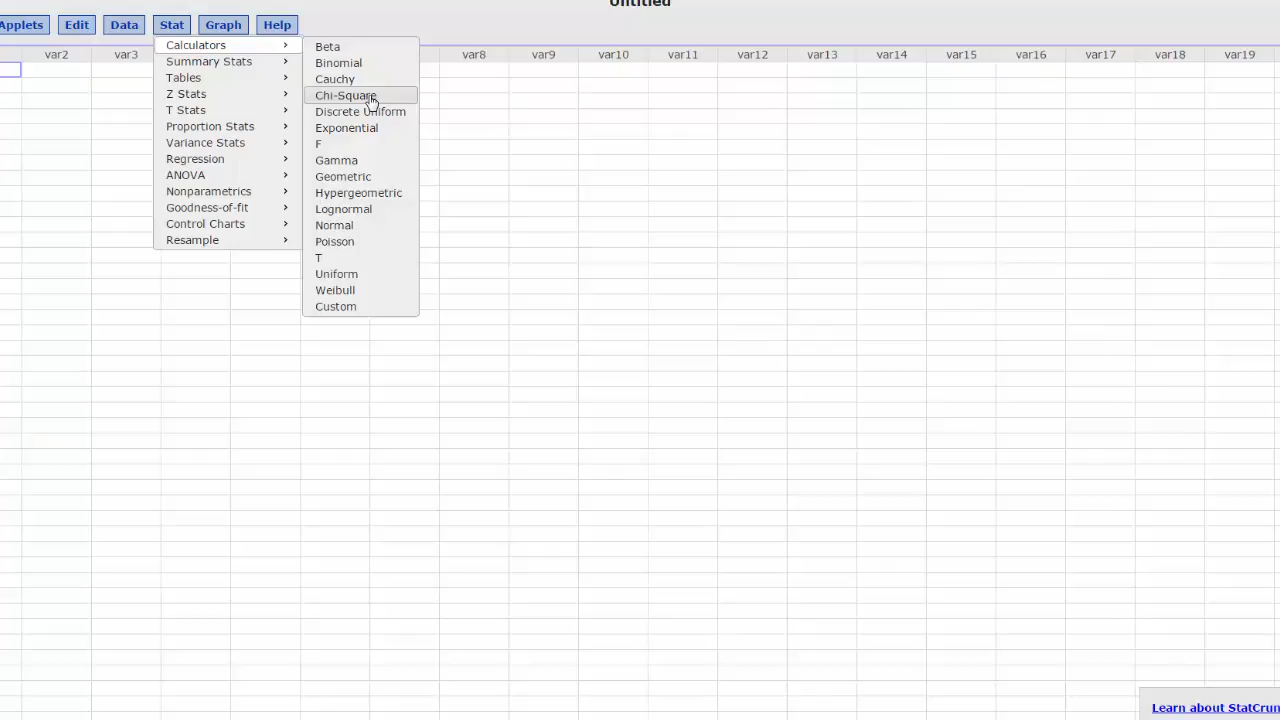 Untitled
Applets Edit Data Stat Graph Help
var2 var3 var8 var9 var10 var11 var12 var13 var14 var15 var16 var17 var18 var19
Calculators
Summary Stats
Tables
Z Stats
T Stats
Proportion Stats
Variance Stats
Regression
ANOVA
Nonparametrics
Goodness-of-fit
Control Charts
Resample
Beta
Binomial
Cauchy
Chi-Square
Discrete Uniform
Exponential
F
Gamma
Geometric
Hypergeometric
Lognormal
Normal
Poisson
T
Uniform
Weibull
Custom
Learn about StatCrun